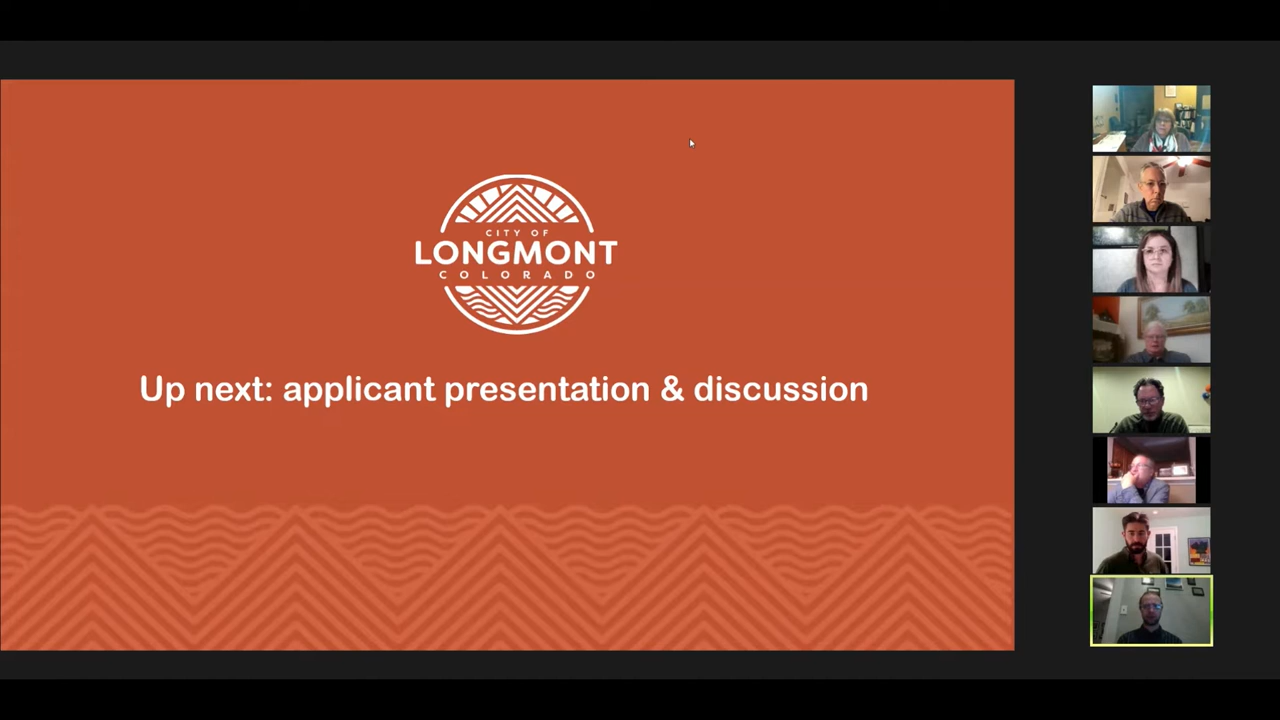 CITY OF
LONGMONT
COLORADO
Up next: applicant presentation & discussion